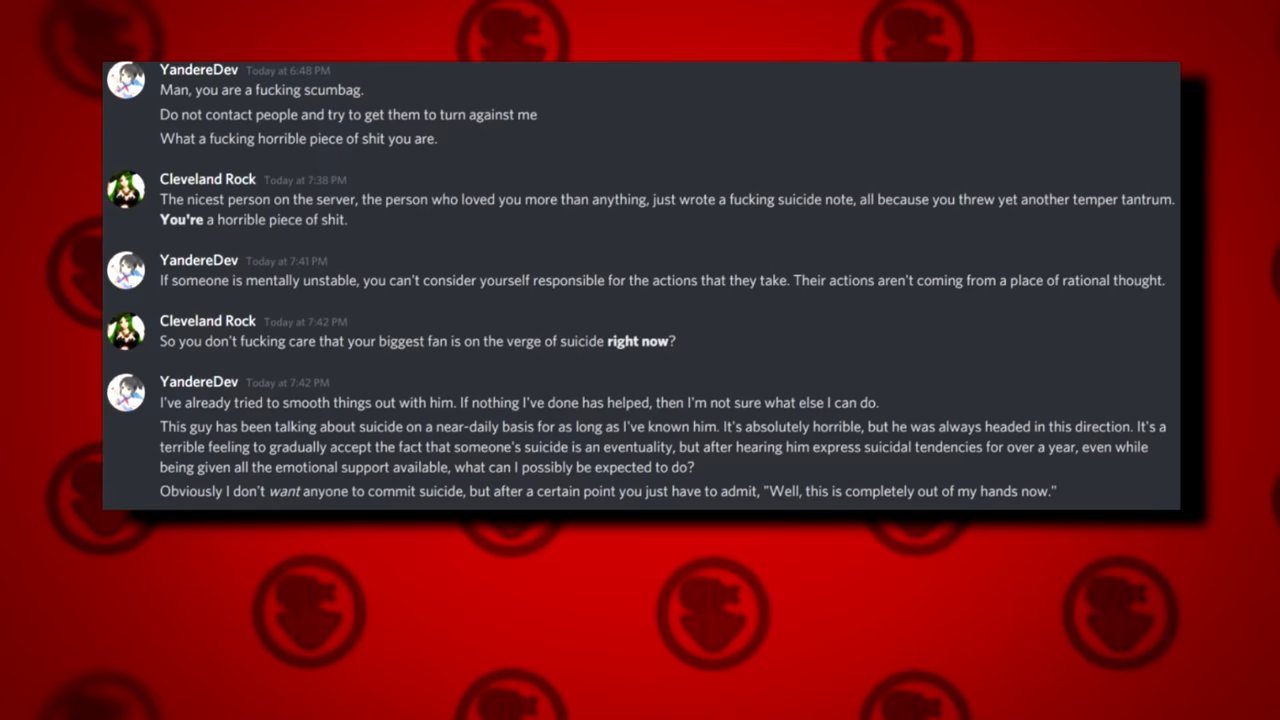 YandereDev Today at 6:48 PM
Man, you are a fucking scumbag.
Do not contact people and try to get them to turn against me
What a fucking horrible piece of shit you are.
Cleveland Rock Today at 7:38 PM
The nicest person on the server, the person who loved you more than anything, just wrote a fucking suicide note, all because you threw yet another temper tantrum.
You're a horrible piece of shit.
YandereDev Today at 7:41 PM
If someone is mentally unstable, you can't consider yourself responsible for the actions that they take. Their actions aren't coming from a place of rational thought.
Cleveland Rock Today at 7:42 PM
So you don't fucking care that your biggest fan is on the verge of suicide right now?
YandereDev Today at 7:42 PM
I've already tried to smooth things out with him. If nothing I've done has helped, then I'm not sure what else I can do.
This guy has been talking about suicide on a near-daily basis for as long as I've known him. It's absolutely horrible, but he was always headed in this direction. It's a
terrible feeling to gradually accept the fact that someone's suicide is an eventuality, but after hearing him express suicidal tendencies for over a year, even while
being given all the emotional support available, what can I possibly be expected to do?
Obviously I don't want anyone to commit suicide, but after a certain point you just have to admit, "Well, this is completely out of my hands now."